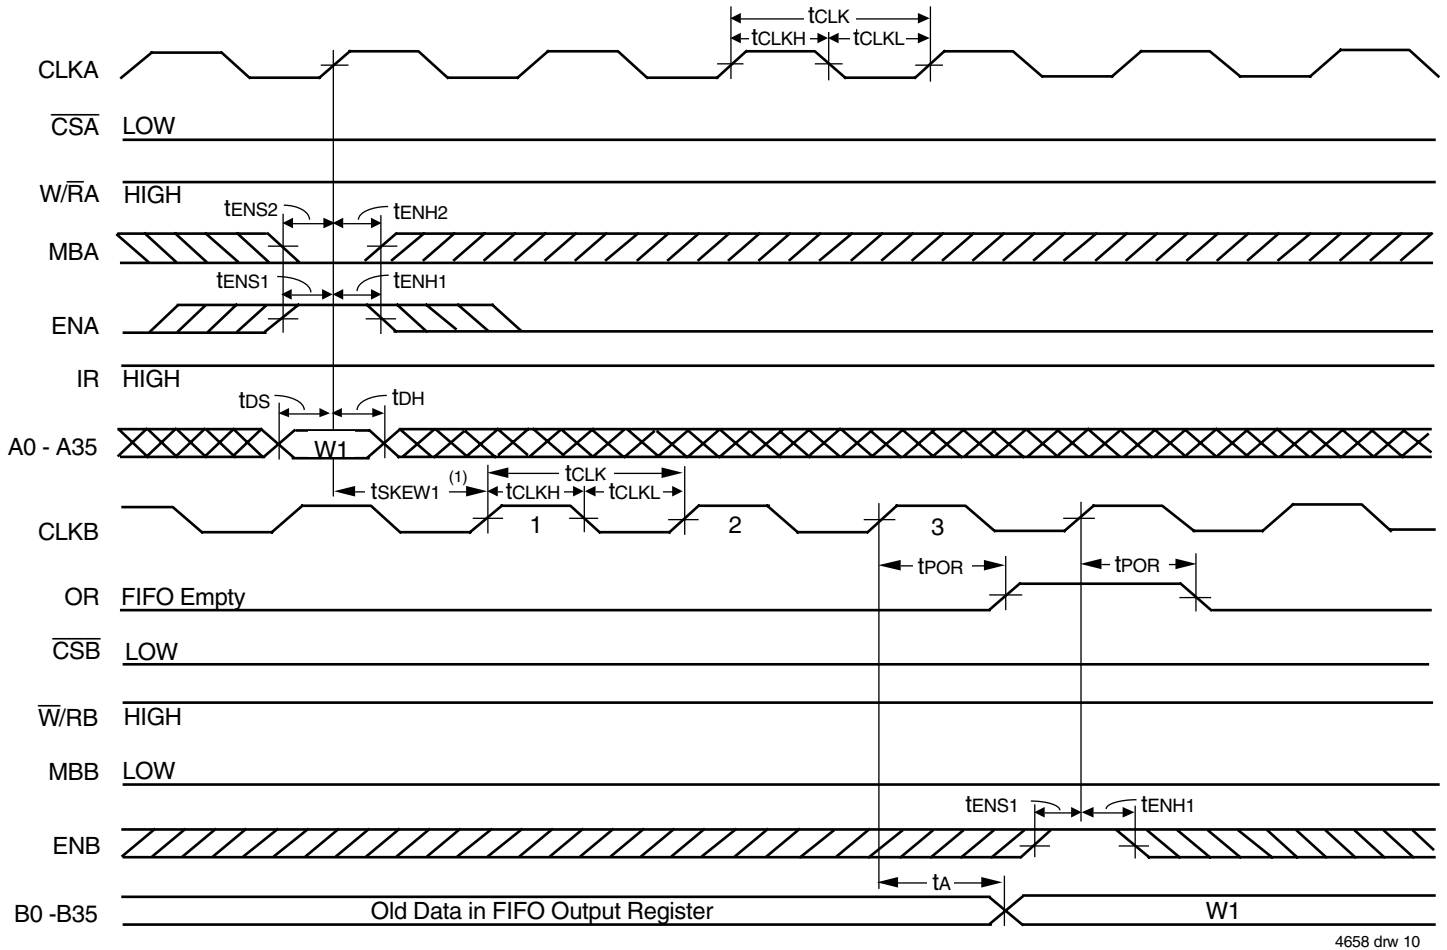 tCLK
tCLKH tCLKL
CLKA
CSA LOW
W/RA HIGH
tENS2 tENH2
MBA
tENS1 tENH1
ENA
IR HIGH
tDS tDH
A0 - A35 W1
tSKEW1 (1) tCLK
tCLKH tCLKL
CLKB 1 2 3
tPOR tPOR
OR FIFO Empty
CSB LOW
W/RB HIGH
MBB LOW
tENS1 tENH1
ENB
tA
B0 -B35 Old Data in FIFO Output Register W1
4658 drw 10